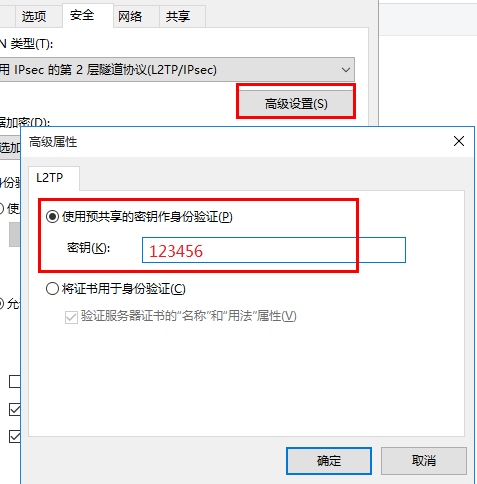 选项 安全 网络 共享
N 类型(T):
用 IPsec 的第 2 层隧道协议(L2TP/IPsec)
高级设置(S)
据加密(D):
高级属性
选加
L2TP
身份验
使用预共享的密钥作身份验证(P)
使
密钥(K): 123456
将证书用于身份验证(C)
允
验证服务器证书的“名称”和“用法”属性(V)
确定 取消